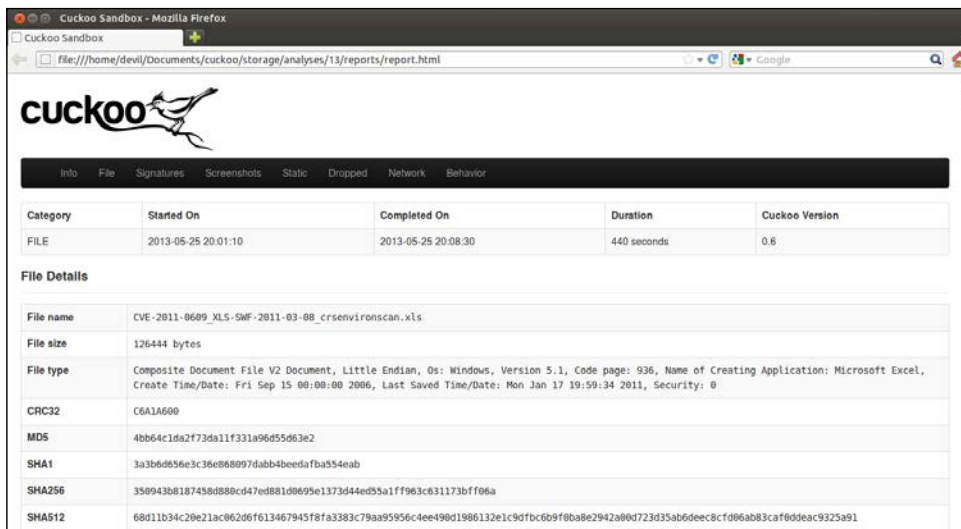 Cuckoo Sandbox - Mozilla Firefox
Cuckoo Sandbox
file:///home/devil/Documents/cuckoo/storage/analyses/13/reports/report.html
Google
cuckoo
Info File Signatures Screenshots Static Dropped Network Behavior
Category Started On Completed On Duration Cuckoo Version
FILE 2013-05-25 20:01:10 2013-05-25 20:08:30 440 seconds 0.6
File Details
File name CVE-2011-0609_XLS-SWF-2011-03-08_crsenvironscan.xls
File size 126444 bytes
File type Composite Document File V2 Document, Little Endian, Os: Windows, Version 5.1, Code page: 936, Name of Creating Application: Microsoft Excel,
Create Time/Date: Fri Sep 15 00:00:00 2006, Last Saved Time/Date: Mon Jan 17 19:59:34 2011, Security: 0
CRC32 C6A1A600
MD5 4bb64c1da2f73da11f331a96d55d63e2
SHA1 3a3b6d656e3c36e868097dabb4beedafba554eab
SHA256 350943b8187458d880cd47ed881d0695e1373d44ed55a1ff963c631173bff06a
SHA512 68d11b34c20e21ac062d6f613467945f8fa3383c79aa95956c4ee490d1986132e1c9dfbc6b9f0ba8e2942a00d723d35ab6deec8cfd06ab83caf0ddeac9325a91